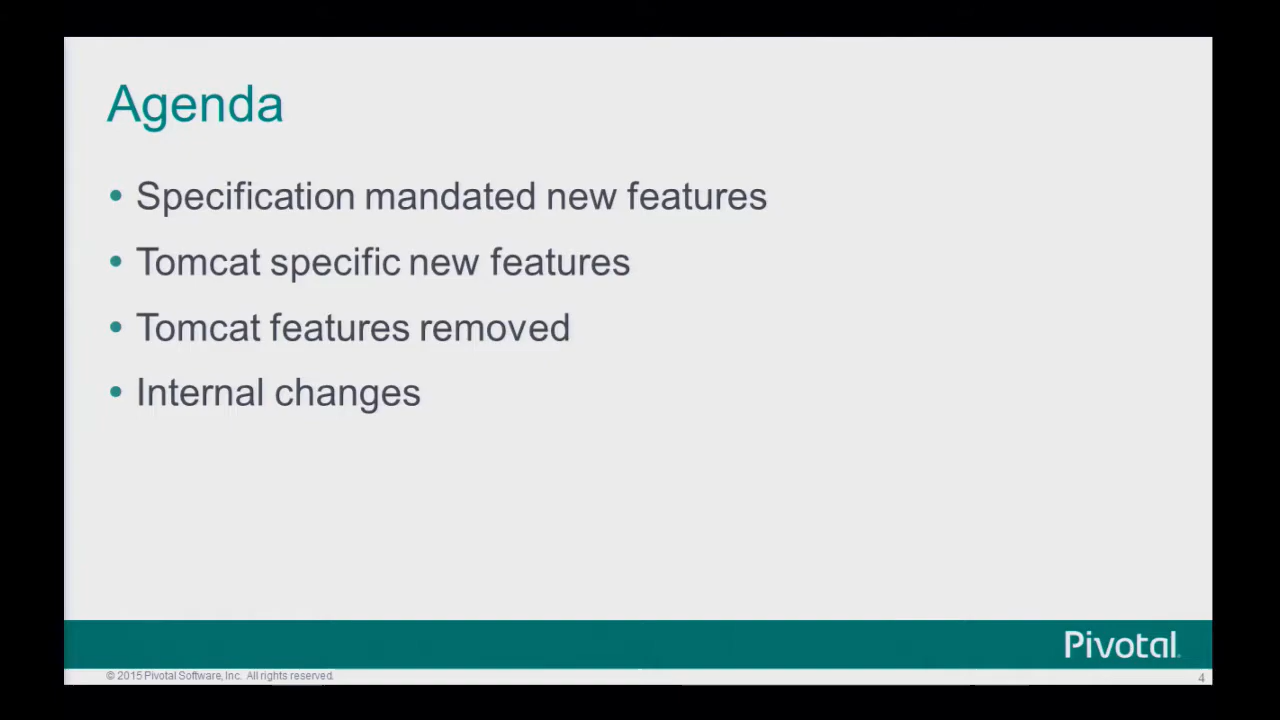 Agenda
• Specification mandated new features
• Tomcat specific new features
• Tomcat features removed
• Internal changes
Pivotal
© 2015 Pivotal Software, Inc. All rights reserved.
4